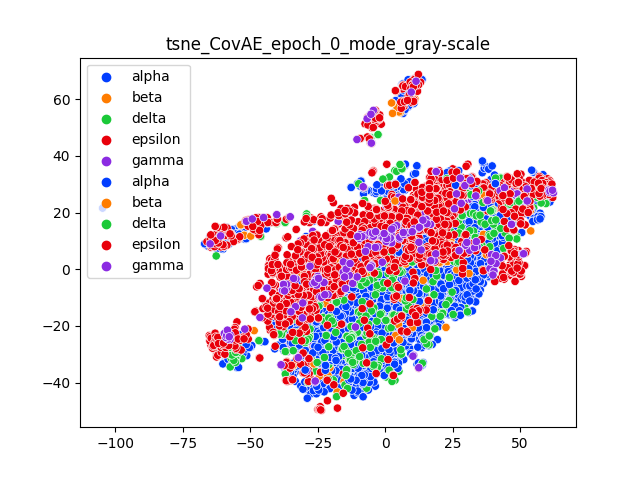 tsne_CovAE_epoch_0_mode_gray-scale
alpha
beta
delta
epsilon
gamma
alpha
beta
delta
epsilon
gamma
60
40
20
0
−20
−40
−100
−75
−50
−25
0
25
50